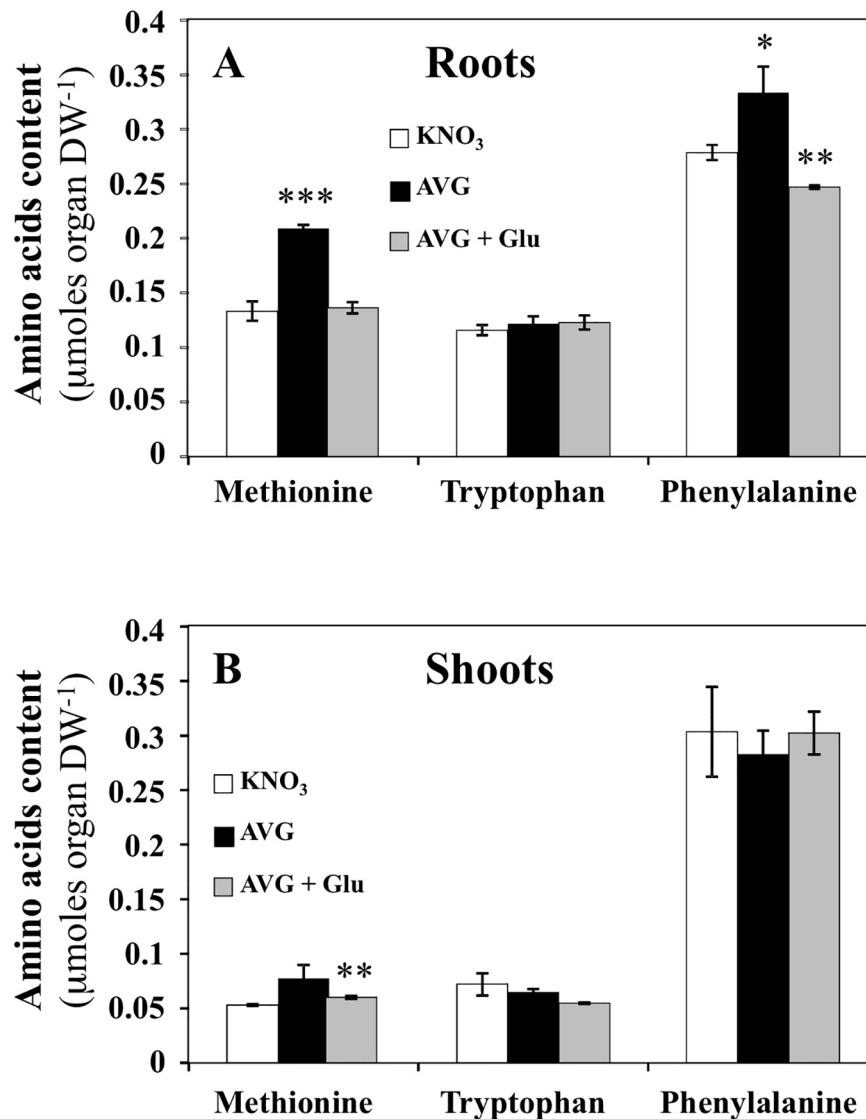 A Roots
Amino acids content
(μmoles organ DW⁻¹)
0.4
0.35
0.3
0.25
0.2
0.15
0.1
0.05
0
KNO₃
AVG
AVG + Glu
***
*
**
Methionine Tryptophan Phenylalanine
B Shoots
Amino acids content
(μmoles organ DW⁻¹)
0.4
0.35
0.3
0.25
0.2
0.15
0.1
0.05
0
KNO₃
AVG
AVG + Glu
**
Methionine Tryptophan Phenylalanine